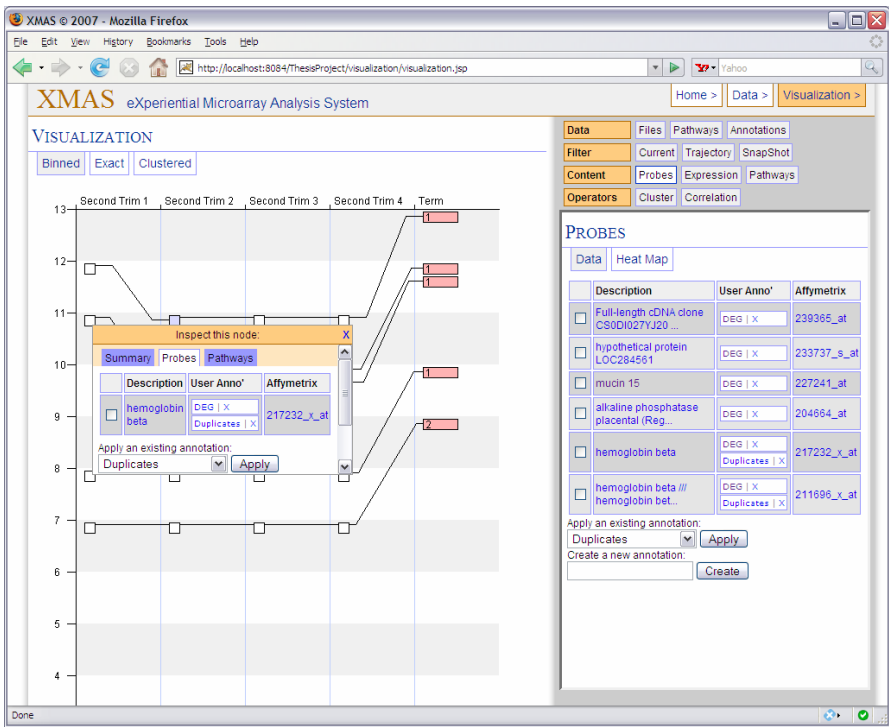 XMAS © 2007 - Mozilla Firefox
File Edit View History Bookmarks Tools Help
http://localhost:8084/ThesisProject/visualization/visualization.jsp
Yahoo
XMAS eXperiential Microarray Analysis System
Home > Data > Visualization >
VISUALIZATION
Binned Exact Clustered
Second Trim 1 Second Trim 2 Second Trim 3 Second Trim 4 Term
13
12
11
10
9
8
7
6
5
4
1
1
1
1
2
Inspect this node: X
Summary Probes Pathways
Description User Anno' Affymetrix
hemoglobin beta DEG | X Duplicates | X 217232_x_at
Apply an existing annotation:
Duplicates Apply
Data Files Pathways Annotations
Filter Current Trajectory SnapShot
Content Probes Expression Pathways
Operators Cluster Correlation
PROBES
Data Heat Map
Description User Anno' Affymetrix
Full-length cDNA clone
CS0DI027YJ20 ... DEG | X 239365_at
hypothetical protein
LOC284561 DEG | X 233737_s_at
mucin 15 DEG | X 227241_at
alkaline phosphatase
placental (Reg... DEG | X 204664_at
hemoglobin beta DEG | X Duplicates | X 217232_x_at
hemoglobin beta ///
hemoglobin bet... DEG | X Duplicates | X 211696_x_at
Apply an existing annotation:
Duplicates Apply
Create a new annotation:
Create
Done